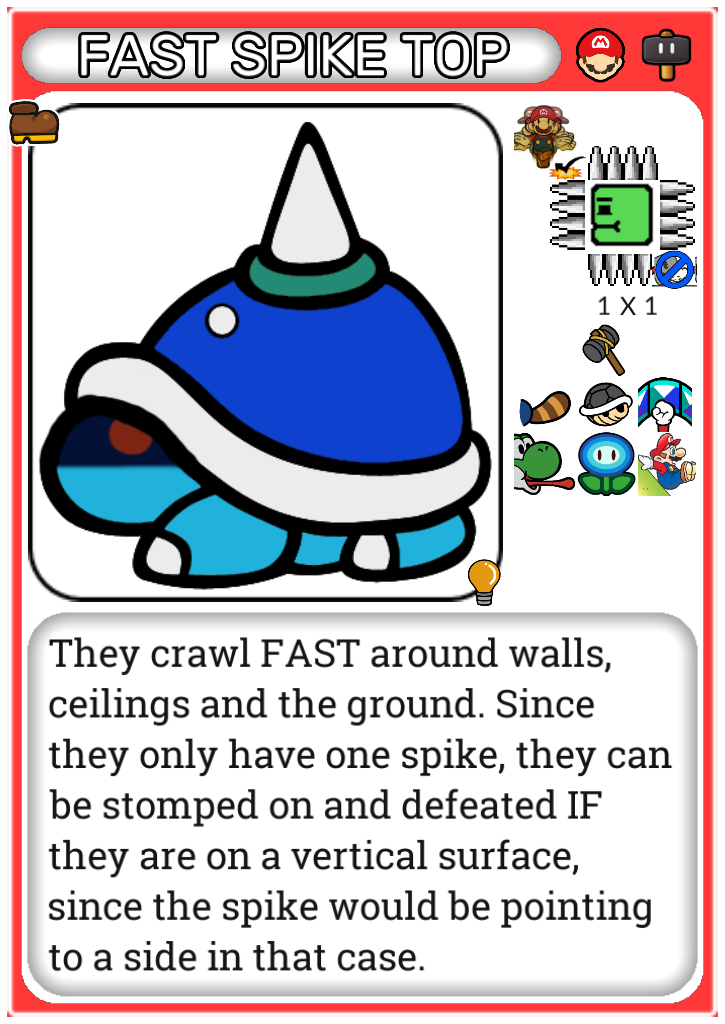 FAST SPIKE TOP
1 X 1
They crawl FAST around walls,
ceilings and the ground. Since
they only have one spike, they can
be stomped on and defeated IF
they are on a vertical surface,
since the spike would be pointing
to a side in that case.